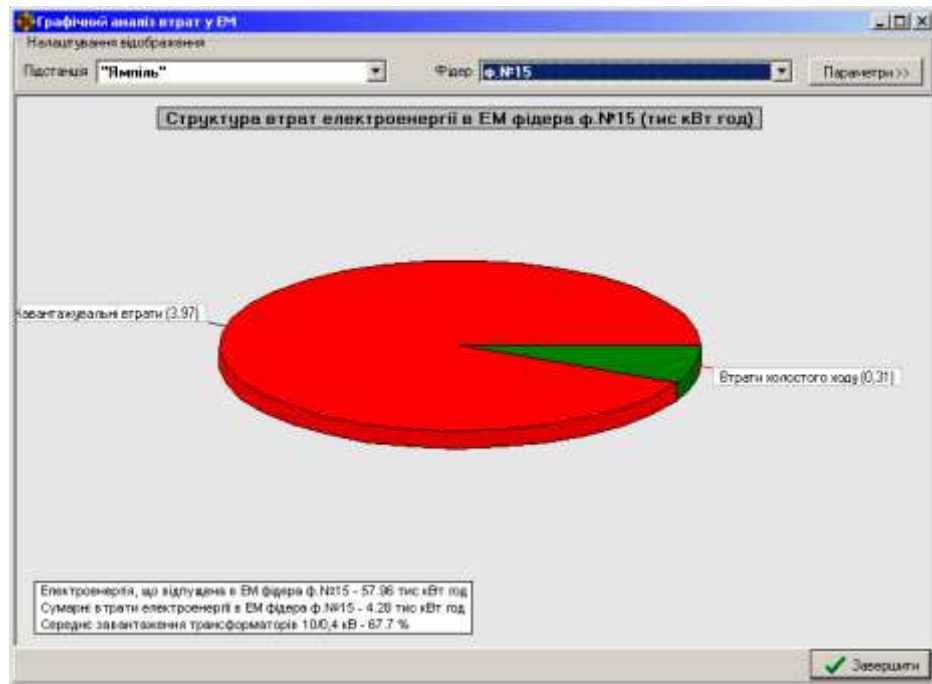 Графічний аналіз втрат у ЕМ
Налаштування відображення
Підстанція "Ямпіль" Фідер ф.№15 Параметри >>
Структура втрат електроенергії в ЕМ фідера ф.№15 (тис кВт год)
Навантажувальні втрати (3,97)
Втрати холостого ходу (0,31)
Електроенергія, що відпущена в ЕМ фідера ф.№15 - 57.96 тис кВт год
Сумарні втрати електроенергії в ЕМ фідера ф.№15 - 4.28 тис кВт год
Середнє завантаження трансформаторів 10/0,4 кВ - 67.7 %
Завершити